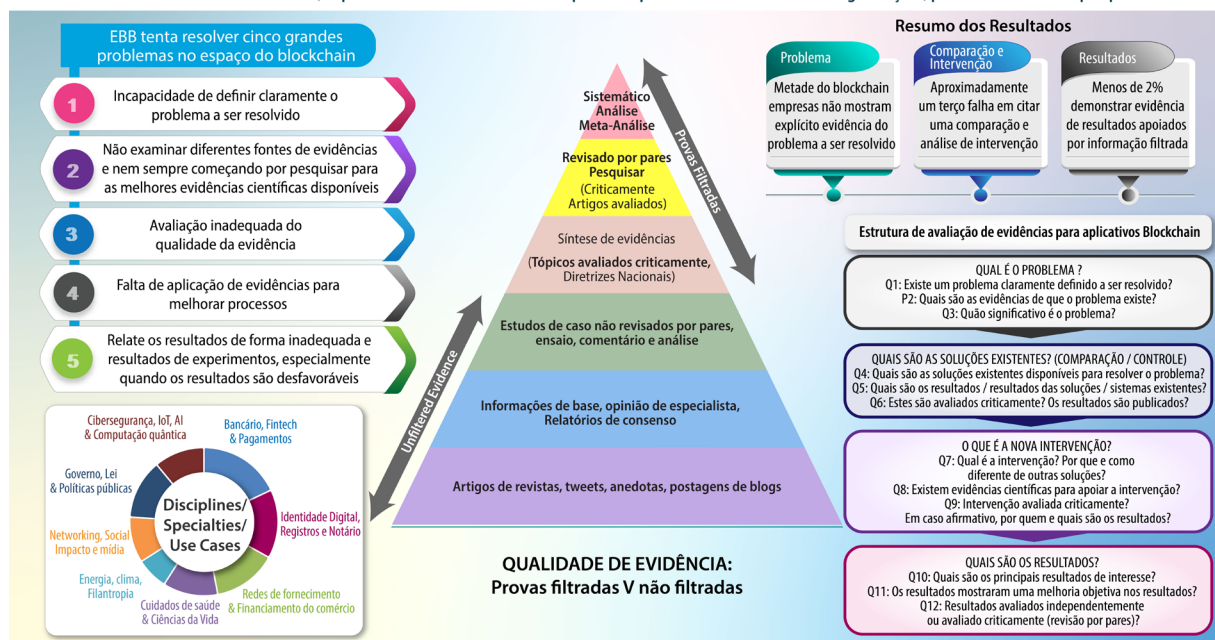 EBB tenta resolver cinco grandes
problemas no espaço do blockchain
1
Incapacidade de definir claramente o
problema a ser resolvido
2
Não examinar diferentes fontes de evidências
e nem sempre começando por pesquisar para
as melhores evidências científicas disponíveis
3
Avaliação inadequada do
qualidade da evidência
4
Falta de aplicação de evidências para
melhorar processos
5
Relate os resultados de forma inadequada e
resultados de experimentos, especialmente
quando os resultados são desfavoráveis
Cibersegurança, IoT, AI
& Computação quântica
Bancário, Fintech
& Pagamentos
Governo, Lei
& Políticas públicas
Disciplines/
Specialties/
Use Cases
Identidade Digital,
Registros e Notário
Networking, Social
Impacto e mídia
Energia, clima,
Filantropia
Cuidados de saúde
& Ciências da Vida
Redes de fornecimento
& Financiamento do comércio
Sistemático
Análise
Meta-Análise
Revisado por pares
Pesquisar
(Criticamente
Artigos avaliados)
Síntese de evidências
(Tópicos avaliados criticamente,
Diretrizes Nacionais)
Estudos de caso não revisados por pares,
ensaio, comentário e análise
Informações de base, opinião de especialista,
Relatórios de consenso
Artigos de revistas, tweets, anedotas, postagens de blogs
Provas Filtradas
Unfiltered Evidence
QUALIDADE DE EVIDÊNCIA:
Provas filtradas V não filtradas
Resumo dos Resultados
Problema
Metade do blockchain
empresas não mostram
explícito evidência do
problema a ser resolvido
Comparação e
Intervenção
Aproximadamente
um terço falha em citar
uma comparação e
análise de intervenção
Resultados
Menos de 2%
demonstrar evidência
de resultados apoiados
por informação filtrada
Estrutura de avaliação de evidências para aplicativos Blockchain
QUAL É O PROBLEMA ?
Q1: Existe um problema claramente definido a ser resolvido?
P2: Quais são as evidências de que o problema existe?
Q3: Quão significativo é o problema?
QUAIS SÃO AS SOLUÇÕES EXISTENTES? (COMPARAÇÃO / CONTROLE)
Q4: Quais são as soluções existentes disponíveis para resolver o problema?
Q5: Quais são os resultados / resultados das soluções / sistemas existentes?
Q6: Estes são avaliados criticamente? Os resultados são publicados?
O QUE É A NOVA INTERVENÇÃO?
Q7: Qual é a intervenção? Por que e como
diferente de outras soluções?
Q8: Existem evidências científicas para apoiar a intervenção?
Q9: Intervenção avaliada criticamente?
Em caso afirmativo, por quem e quais são os resultados?
QUAIS SÃO OS RESULTADOS?
Q10: Quais são os principais resultados de interesse?
Q11: Os resultados mostraram uma melhoria objetiva nos resultados?
Q12: Resultados avaliados independentemente
ou avaliado criticamente (revisão por pares)?